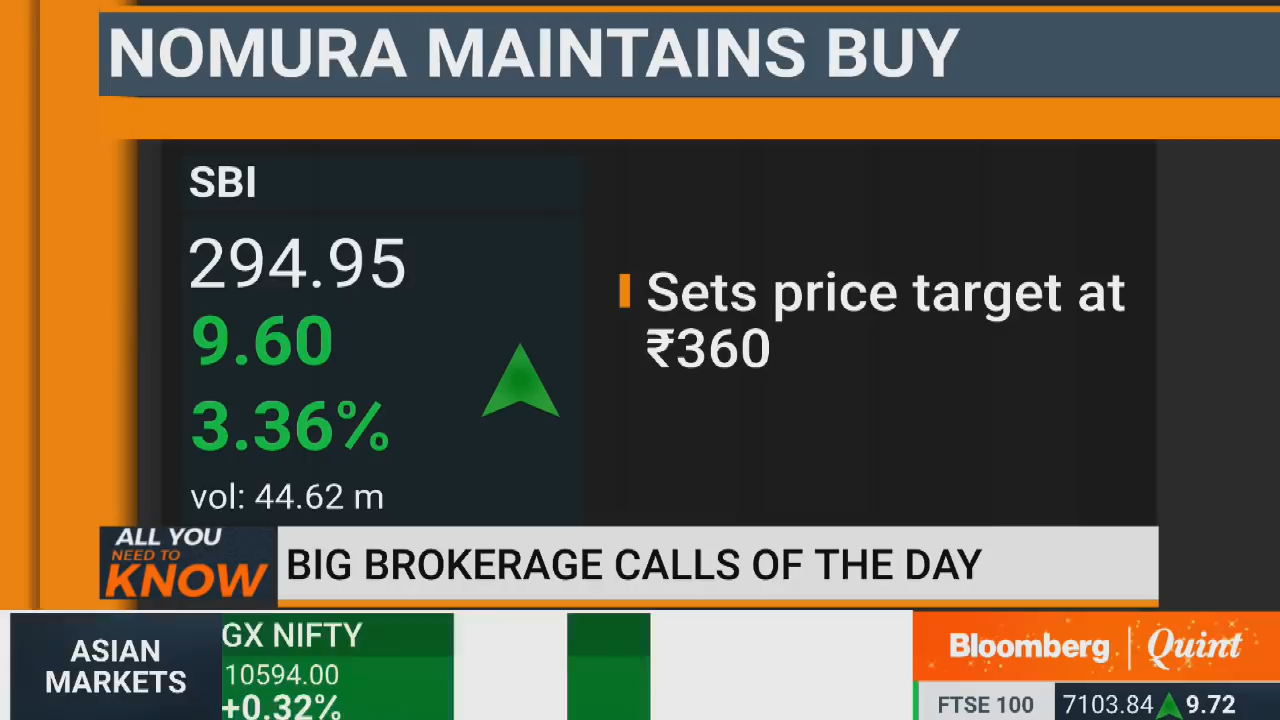 NOMURA MAINTAINS BUY
SBI
294.95
9.60
3.36%
vol: 44.62 m
Sets price target at
₹360
ALL YOU
NEED TO
KNOW
BIG BROKERAGE CALLS OF THE DAY
ASIAN
MARKETS
GX NIFTY
10594.00
+0.32%
Bloomberg | Quint
FTSE 100 7103.84 9.72